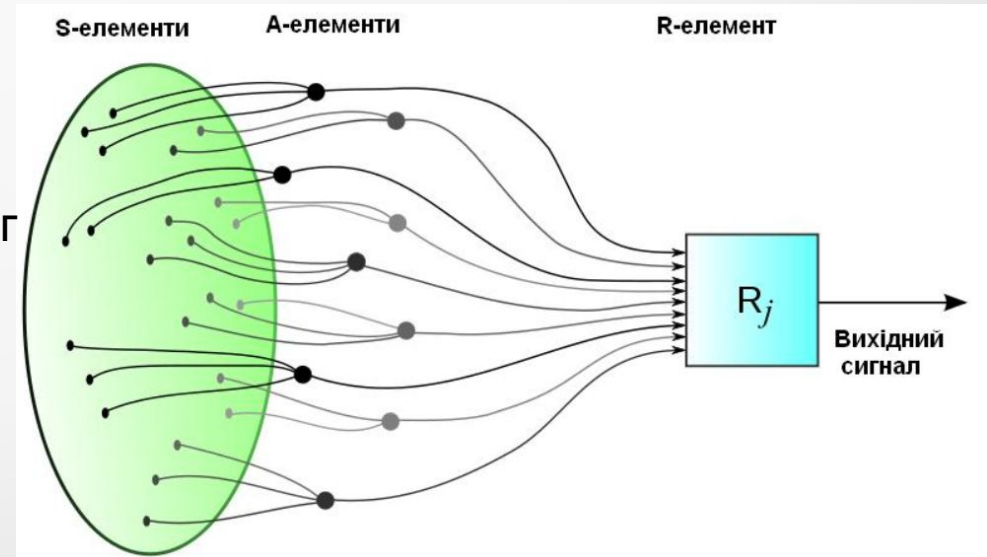 S-елементи
А-елементи
R-елемент
Rj
Вихідний
сигнал